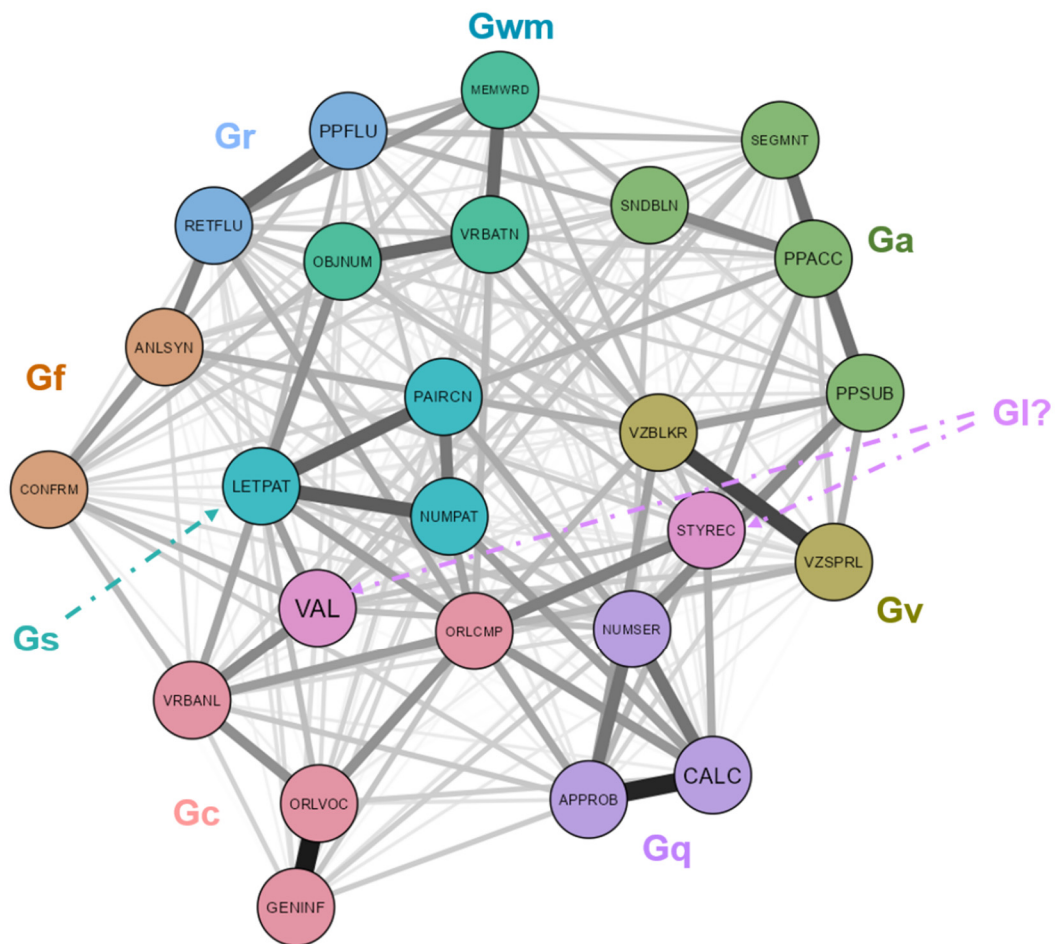 Gwm
MEMWRD
PPFLU
Gr
SEGMNT
SNDBLN
RETFLU
VRBATN
Ga
OBJNUM
PPACC
ANLSYN
Gf
PAIRCN
PPSUB
Gl?
VZBLKR
CONFRM
LETPAT
NUMPAT
STYREC
VZSPRL
Gv
VAL
Gs
ORLCMP
NUMSER
VRBANL
CALC
APPROB
ORLVOC
Gc
Gq
GENINF